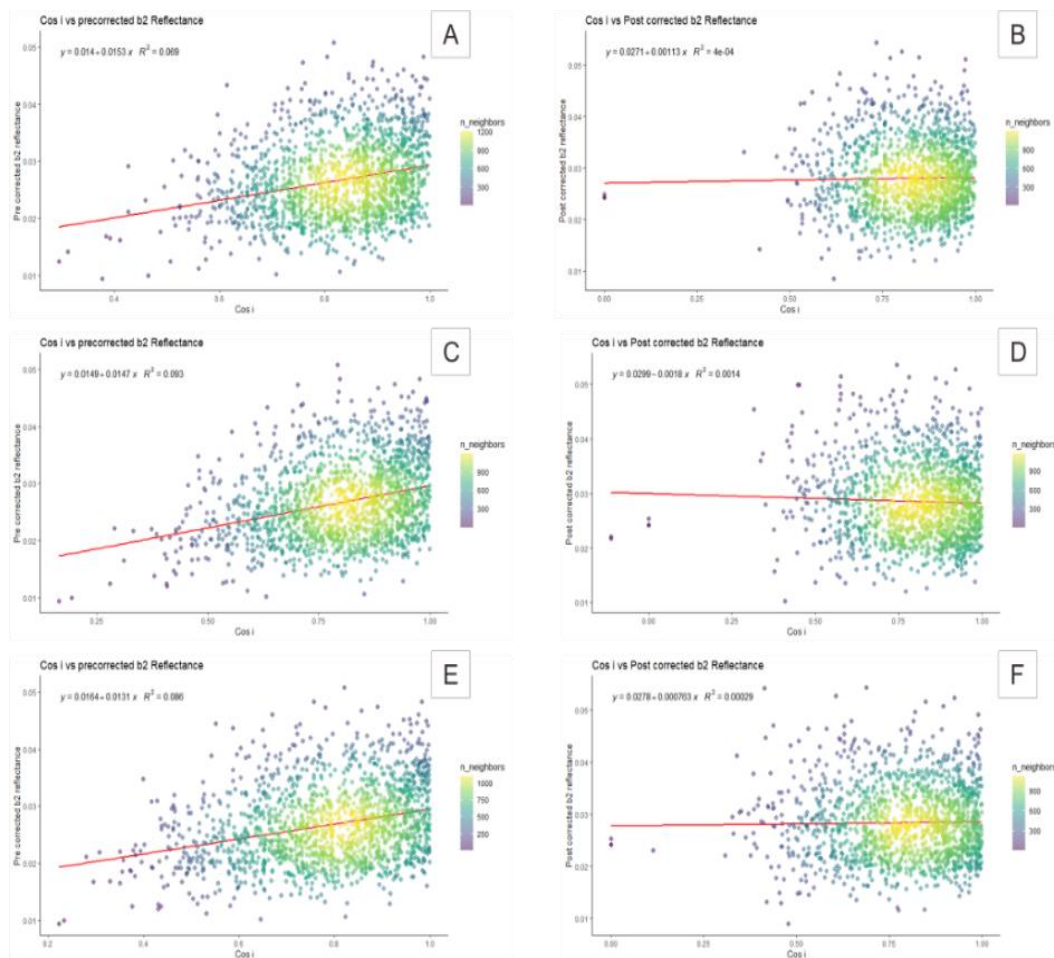 Cos i vs precorrected b2 Reflectance
A
y = 0.014 + 0.0153 x R² = 0.069
Pre corrected b2 reflectance
0.05
0.04
0.03
0.02
0.01
0.4
0.6
0.8
1.0
Cos i
n_neighbors
1200
900
600
300
Cos i vs Post corrected b2 Reflectance
B
y = 0.0271 + 0.00113 x R² = 4e-04
Post corrected b2 reflectance
0.05
0.04
0.03
0.02
0.01
0.00
0.25
0.50
0.75
1.00
Cos i
n_neighbors
900
600
300
Cos i vs precorrected b2 Reflectance
C
y = 0.0149 + 0.0147 x R² = 0.093
Pre corrected b2 reflectance
0.05
0.04
0.03
0.02
0.01
0.25
0.50
0.75
1.00
Cos i
n_neighbors
900
600
300
Cos i vs Post corrected b2 Reflectance
D
y = 0.0299 − 0.0018 x R² = 0.0014
Post corrected b2 reflectance
0.05
0.04
0.03
0.02
0.01
0.00
0.25
0.50
0.75
1.00
Cos i
n_neighbors
900
600
300
Cos i vs precorrected b2 Reflectance
E
y = 0.0164 + 0.0131 x R² = 0.086
Pre corrected b2 reflectance
0.05
0.04
0.03
0.02
0.01
0.2
0.4
0.6
0.8
1.0
Cos i
n_neighbors
1000
750
500
250
Cos i vs Post corrected b2 Reflectance
F
y = 0.0278 + 0.000763 x R² = 0.00029
Post corrected b2 reflectance
0.05
0.04
0.03
0.02
0.01
0.00
0.25
0.50
0.75
1.00
Cos i
n_neighbors
900
600
300